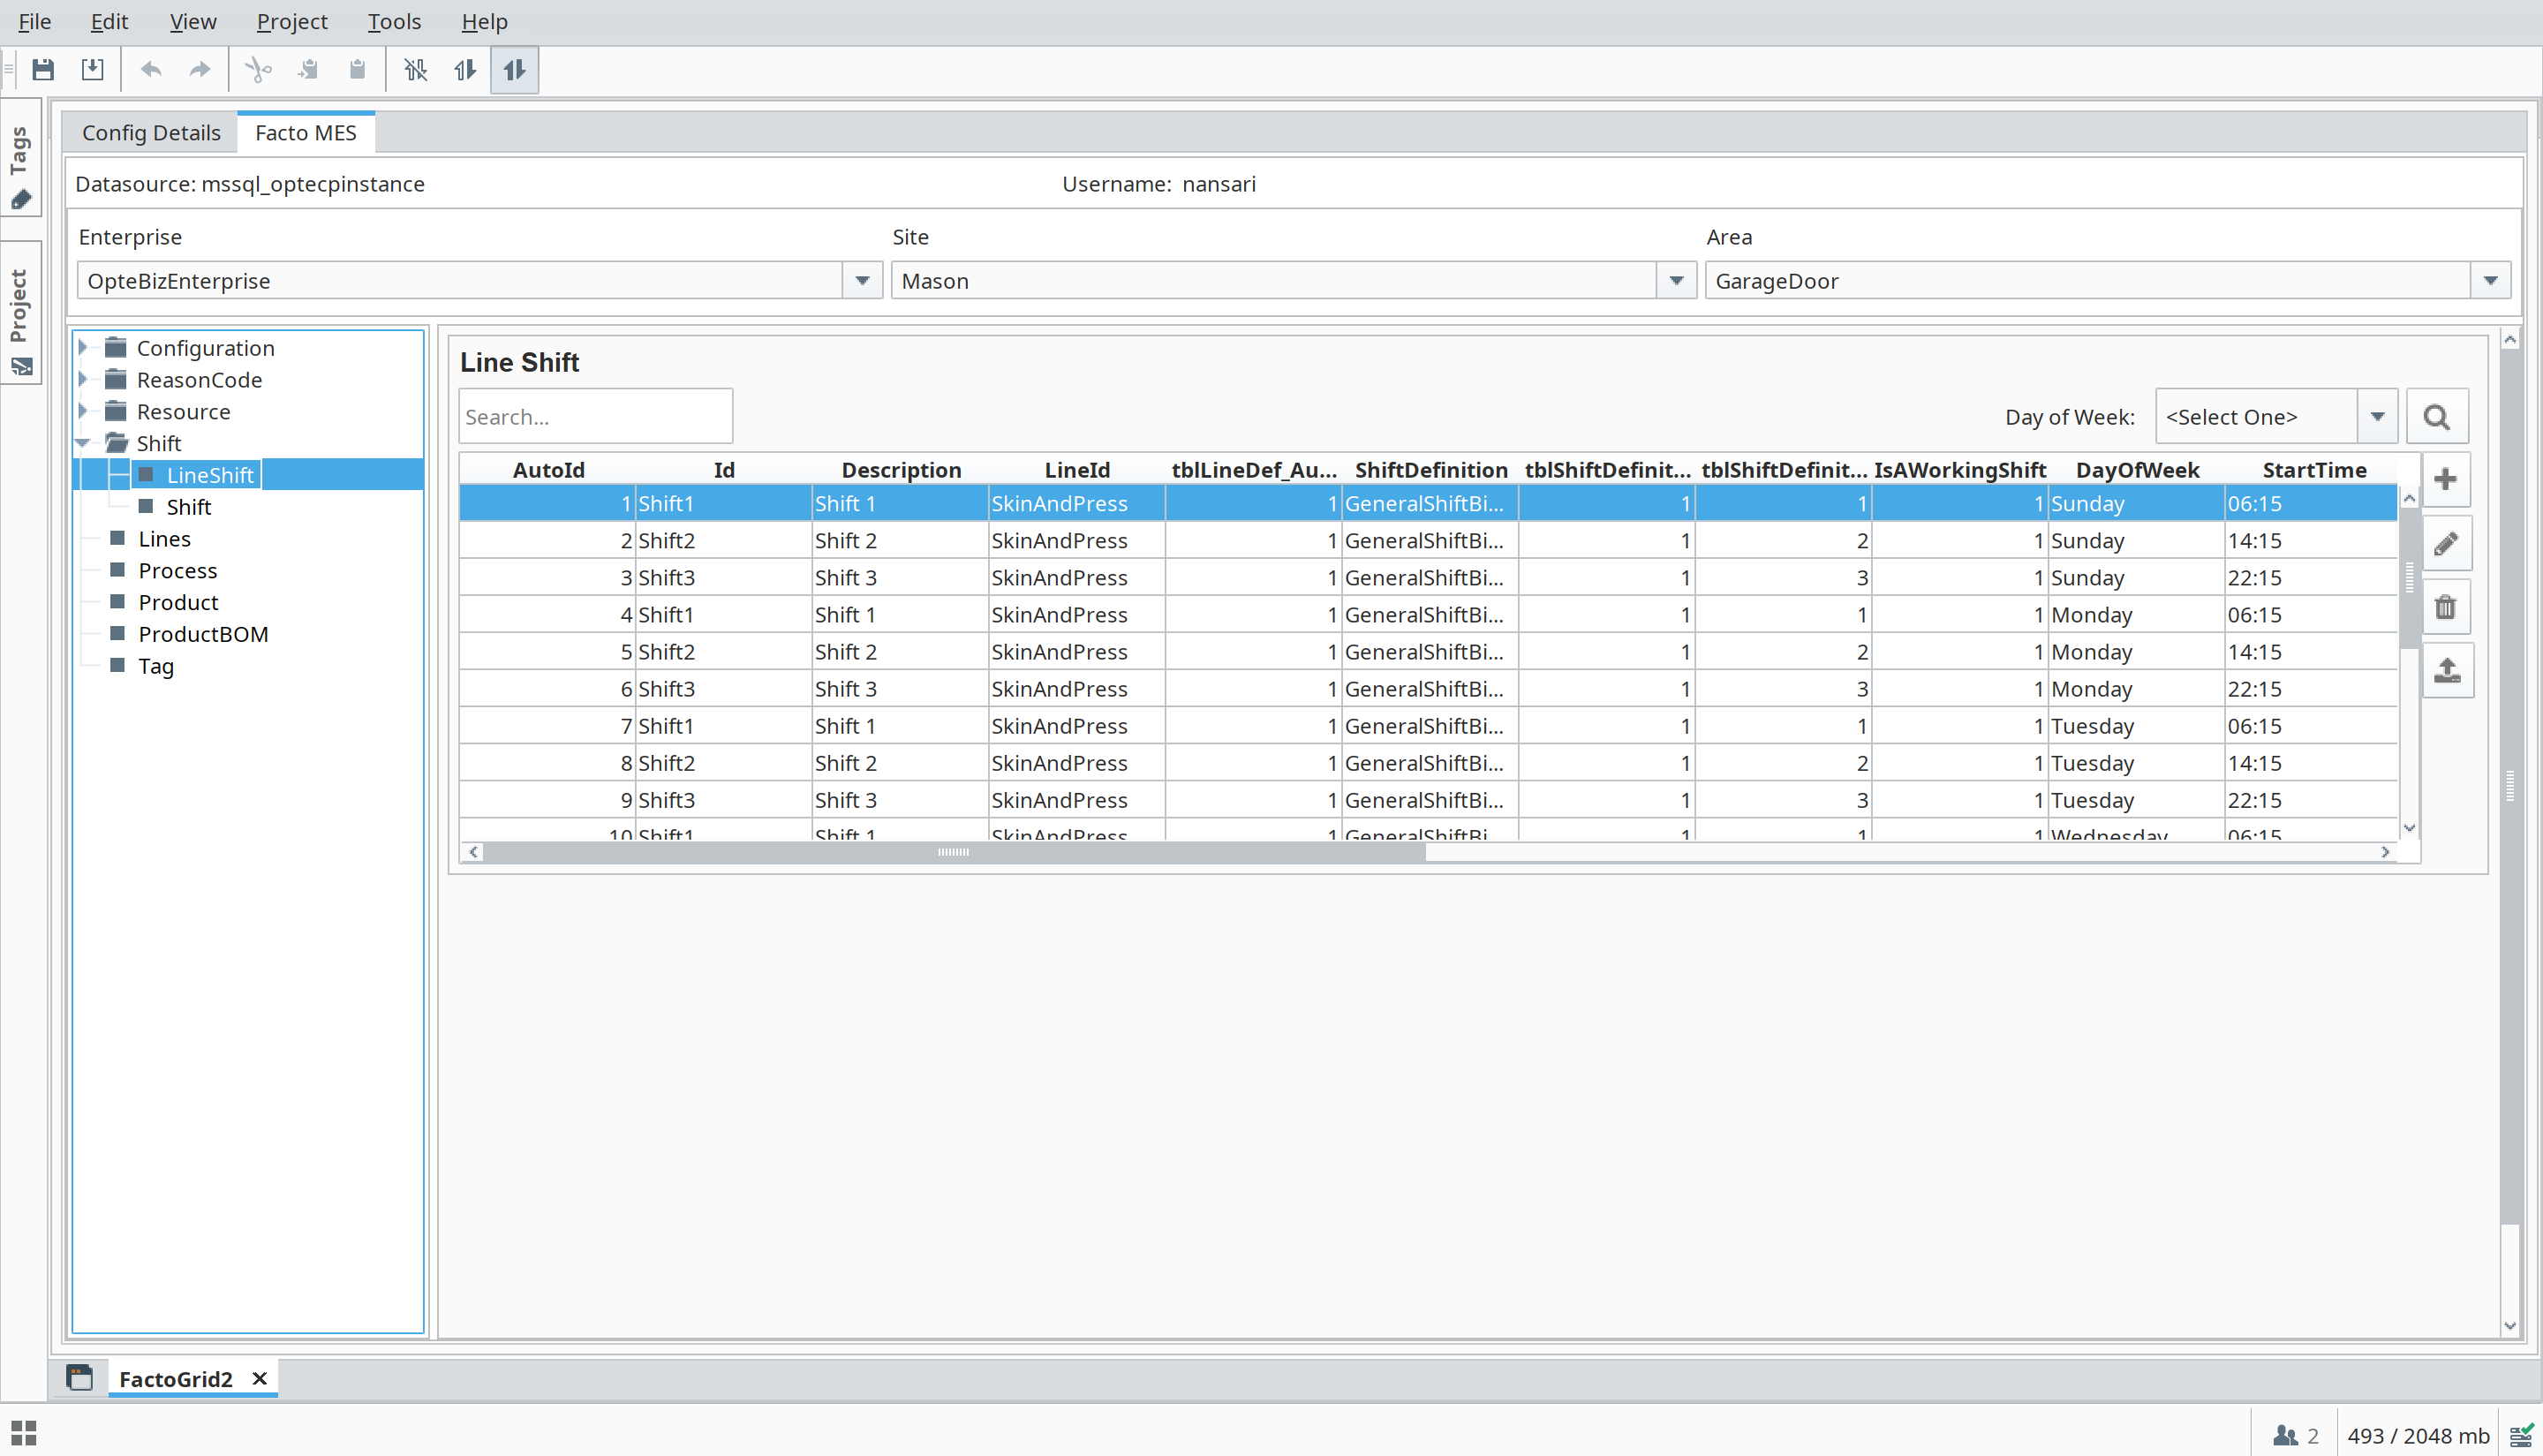 File Edit View Project Tools Help
Tags
Project
Config Details Facto MES
Datasource: mssql_optecpinstance Username: nansari
Enterprise Site Area
OpteBizEnterprise Mason GarageDoor
Configuration
ReasonCode
Resource
Shift
LineShift
Shift
Lines
Process
Product
ProductBOM
Tag
Line Shift
Search... Day of Week: <Select One>
AutoId Id Description LineId tblLineDef_Au... ShiftDefinition tblShiftDefinit... tblShiftDefinit... IsAWorkingShift DayOfWeek StartTime
1 Shift1 Shift 1 SkinAndPress 1 GeneralShiftBi... 1 1 1 Sunday 06:15
2 Shift2 Shift 2 SkinAndPress 1 GeneralShiftBi... 1 2 1 Sunday 14:15
3 Shift3 Shift 3 SkinAndPress 1 GeneralShiftBi... 1 3 1 Sunday 22:15
4 Shift1 Shift 1 SkinAndPress 1 GeneralShiftBi... 1 1 1 Monday 06:15
5 Shift2 Shift 2 SkinAndPress 1 GeneralShiftBi... 1 2 1 Monday 14:15
6 Shift3 Shift 3 SkinAndPress 1 GeneralShiftBi... 1 3 1 Monday 22:15
7 Shift1 Shift 1 SkinAndPress 1 GeneralShiftBi... 1 1 1 Tuesday 06:15
8 Shift2 Shift 2 SkinAndPress 1 GeneralShiftBi... 1 2 1 Tuesday 14:15
9 Shift3 Shift 3 SkinAndPress 1 GeneralShiftBi... 1 3 1 Tuesday 22:15
10 Shift1 Shift 1 SkinAndPress 1 GeneralShiftBi... 1 1 1 Wednesday 06:15
FactoGrid2
2 493 / 2048 mb